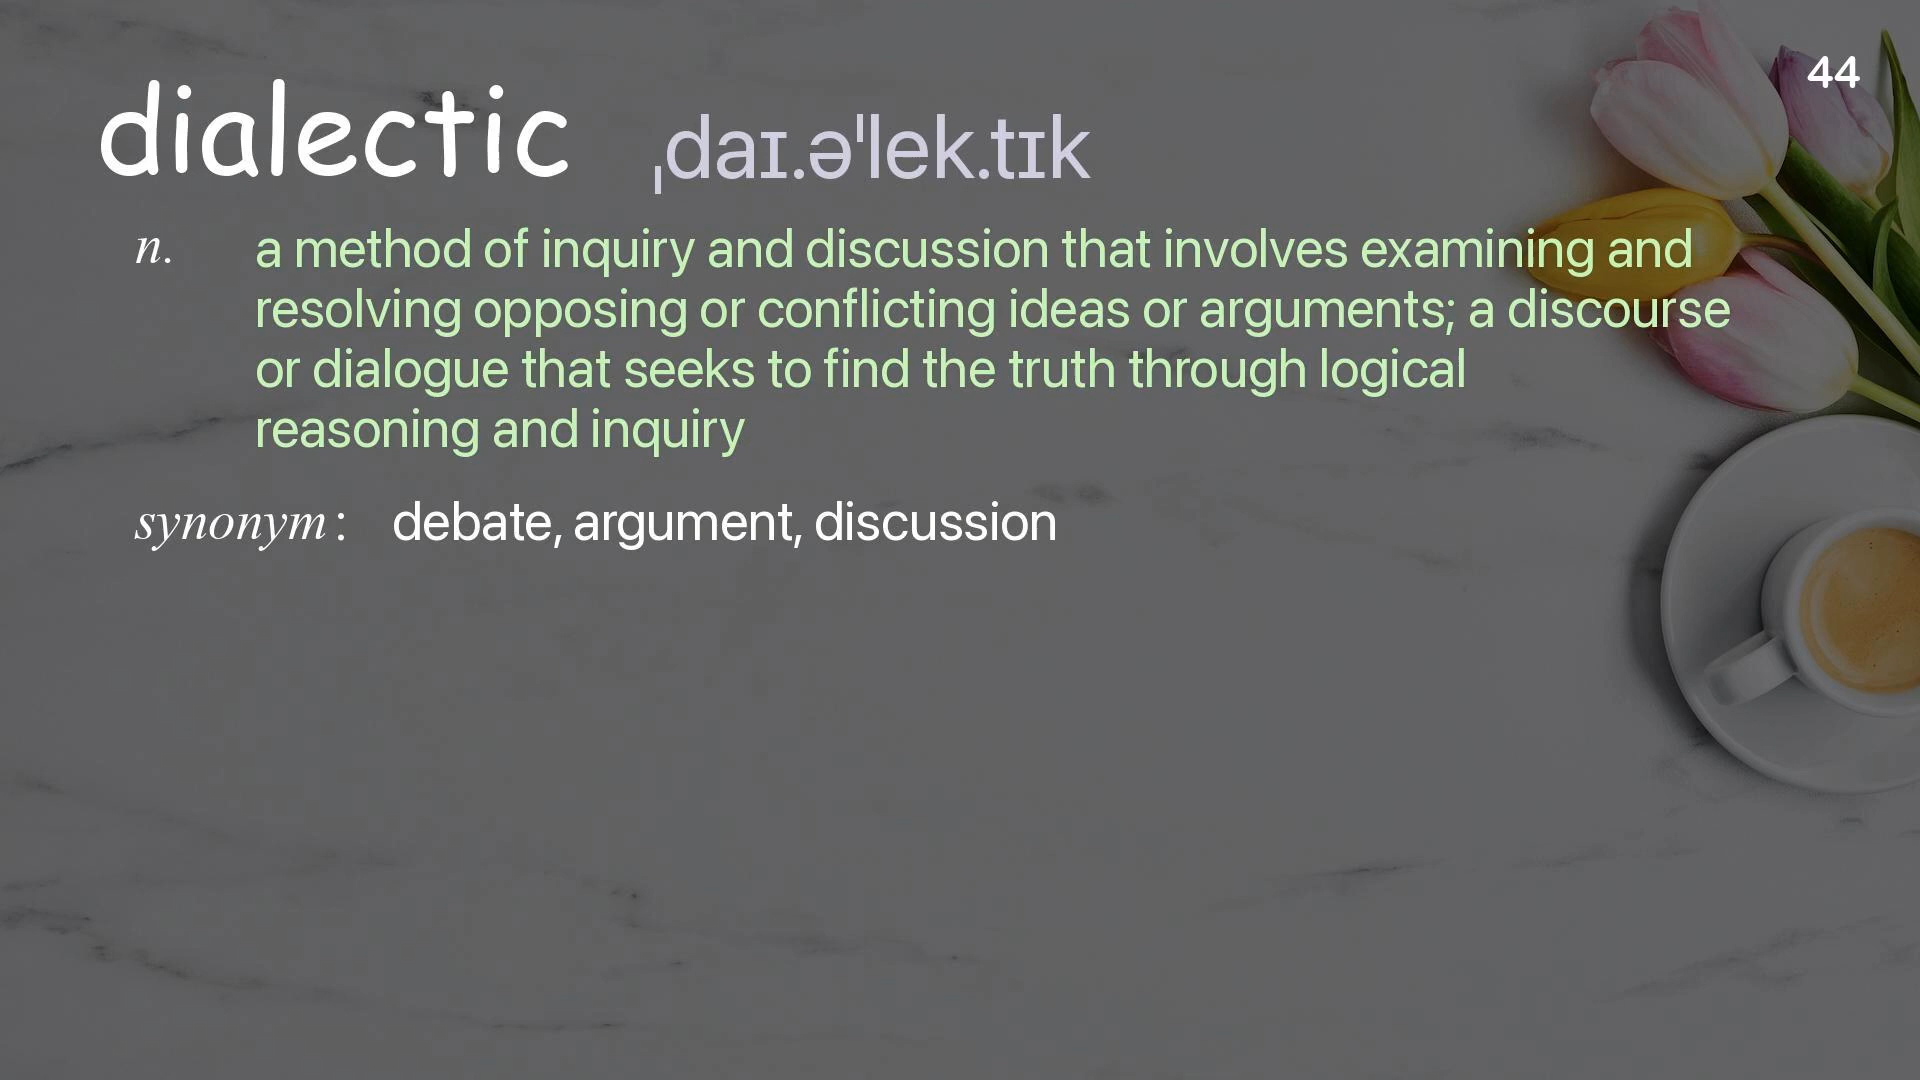 44
dialectic ˌdaɪ.əˈlek.tɪk
n. a method of inquiry and discussion that involves examining and
resolving opposing or conflicting ideas or arguments; a discourse
or dialogue that seeks to find the truth through logical
reasoning and inquiry
synonym : debate, argument, discussion